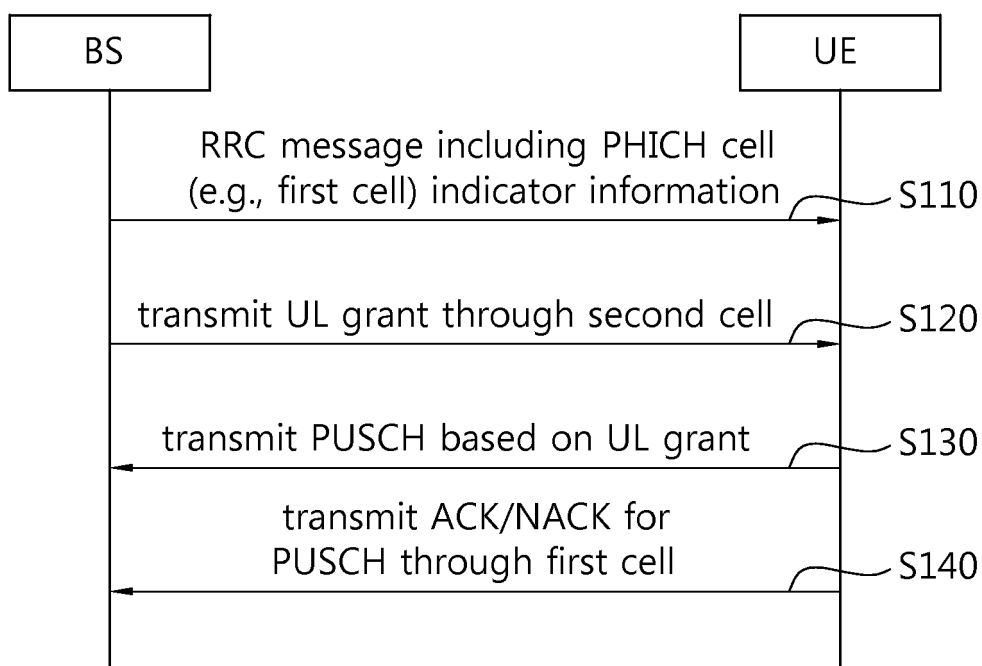 BS
UE
RRC message including PHICH cell
(e.g., first cell) indicator information
S110
transmit UL grant through second cell
S120
transmit PUSCH based on UL grant
S130
transmit ACK/NACK for
PUSCH through first cell
S140